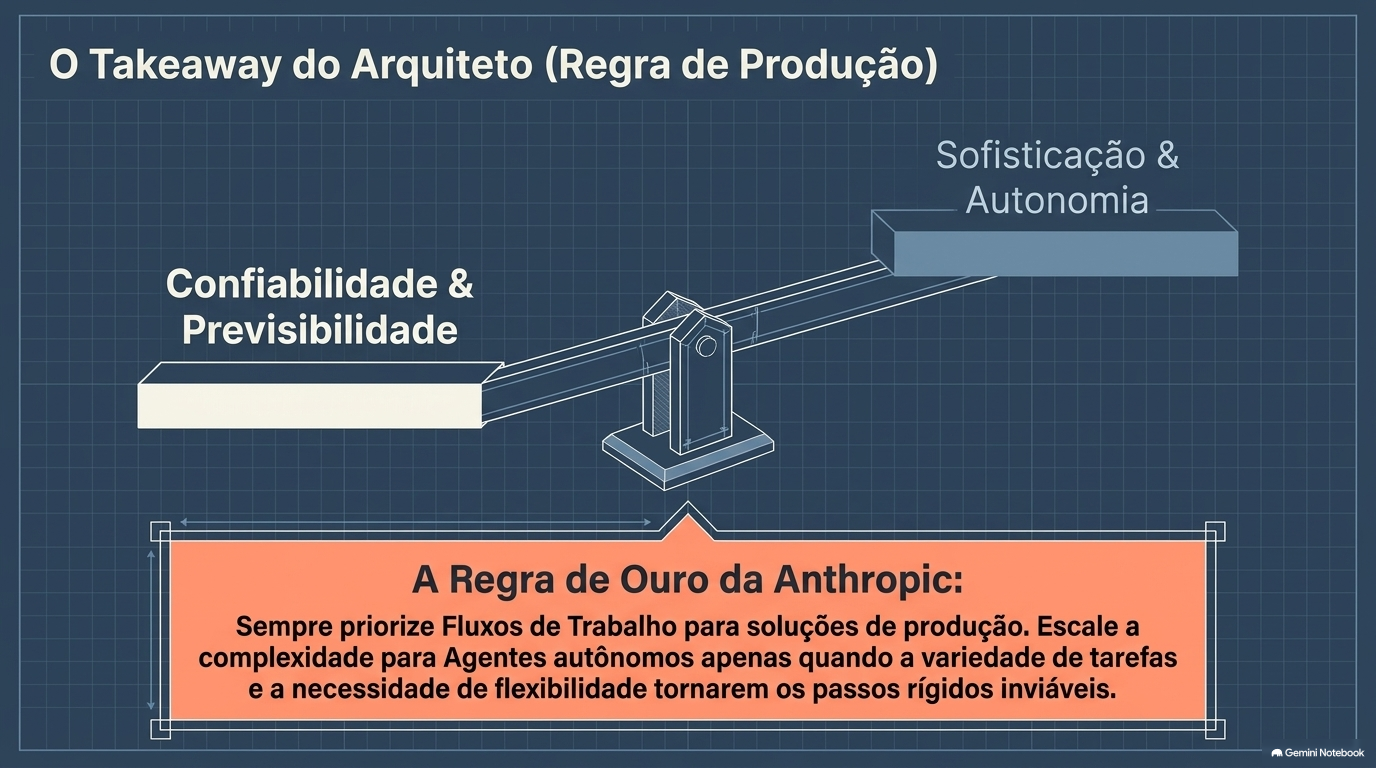 O Takeaway do Arquiteto (Regra de Produção)
Sofisticação &
Autonomia
Confiabilidade &
Previsibilidade
A Regra de Ouro da Anthropic:
Sempre priorize Fluxos de Trabalho para soluções de produção. Escale a
complexidade para Agentes autônomos apenas quando a variedade de tarefas
e a necessidade de flexibilidade tornarem os passos rígidos inviáveis.
Gemini Notebook